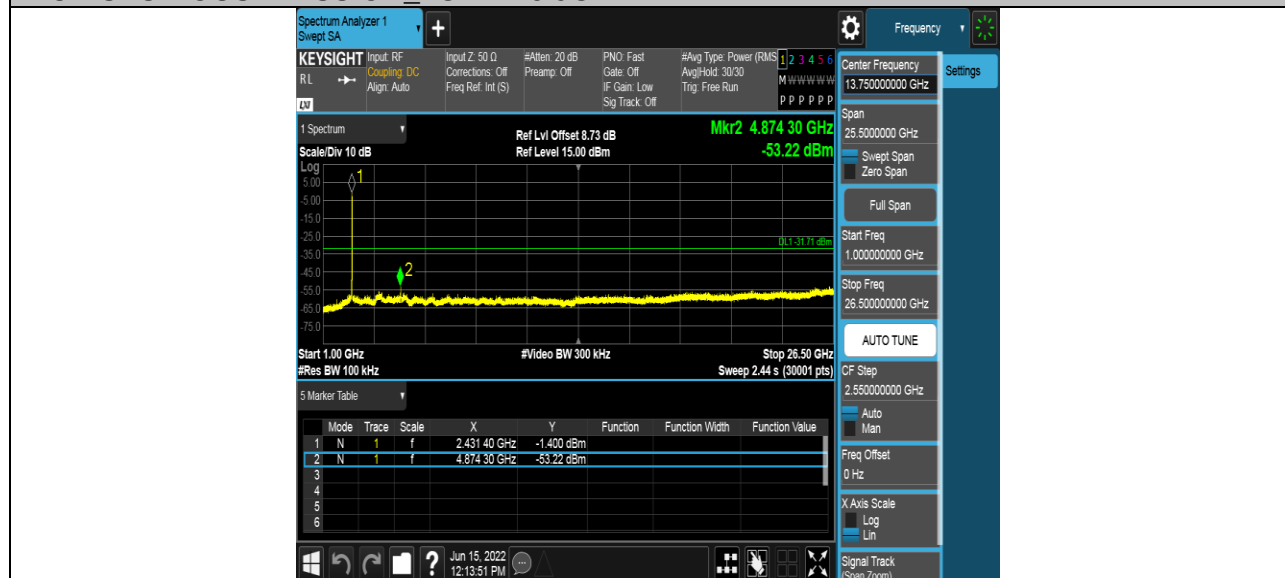 Spectrum Analyzer 1
Swept SA
+
Frequency
KEYSIGHT
RL
LXI
Input: RF
Coupling: DC
Align: Auto
Input Z: 50 Ω
Corrections: Off
Freq Ref: Int (S)
#Atten: 20 dB
Preamp: Off
PNO: Fast
Gate: Off
IF Gain: Low
Sig Track: Off
#Avg Type: Power (RMS
Avg|Hold: 30/30
Trig: Free Run
1 2 3 4 5 6
M W W W W W
P P P P P P
Center Frequency
13.750000000 GHz
Settings
Span
25.5000000 GHz
Swept Span
Zero Span
Full Span
Start Freq
1.000000000 GHz
Stop Freq
26.500000000 GHz
AUTO TUNE
CF Step
2.550000000 GHz
Auto
Man
Freq Offset
0 Hz
X Axis Scale
Log
Lin
Signal Track
(Span Zoom)
1 Spectrum
Scale/Div 10 dB
Ref Lvl Offset 8.73 dB
Ref Level 15.00 dBm
Mkr2 4.874 30 GHz
-53.22 dBm
Log
5.00
-5.00
-15.0
-25.0
-35.0
-45.0
-55.0
-65.0
-75.0
1
2
DL1 -31.71 dBm
Start 1.00 GHz
#Video BW 300 kHz
Stop 26.50 GHz
#Res BW 100 kHz
Sweep 2.44 s (30001 pts)
5 Marker Table
Mode Trace Scale X Y Function Function Width Function Value
1 N 1 f 2.431 40 GHz -1.400 dBm
2 N 1 f 4.874 30 GHz -53.22 dBm
3
4
5
6
?
Jun 15, 2022
12:13:51 PM